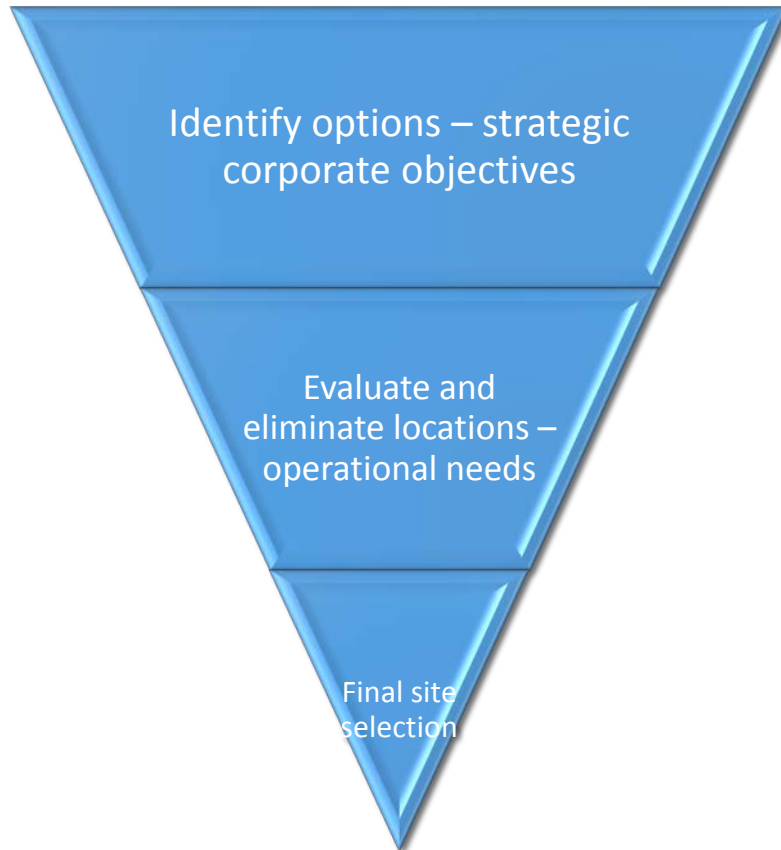 Identify options – strategic
corporate objectives
Evaluate and
eliminate locations –
operational needs
Final site
selection